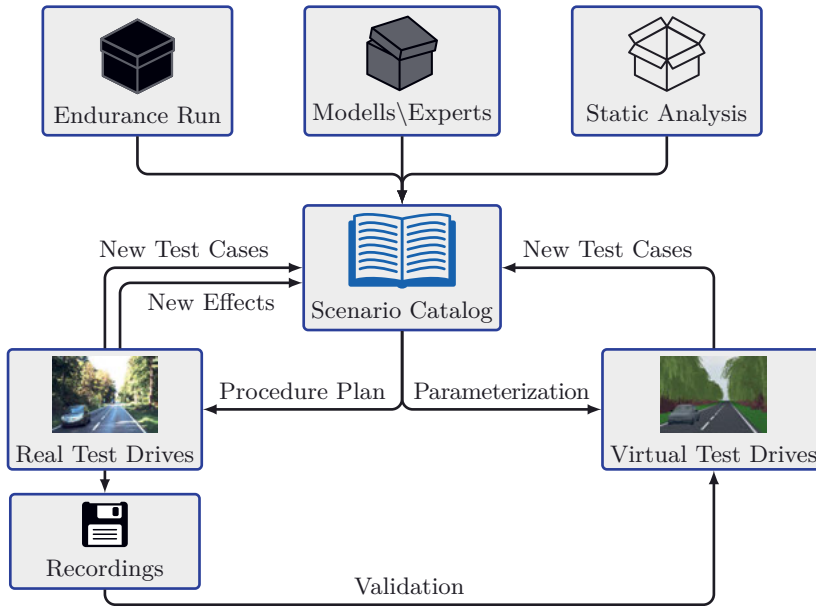 Endurance Run
Modells\Experts
Static Analysis
New Test Cases
New Effects
Scenario Catalog
New Test Cases
Procedure Plan
Parameterization
Real Test Drives
Virtual Test Drives
Recordings
Validation